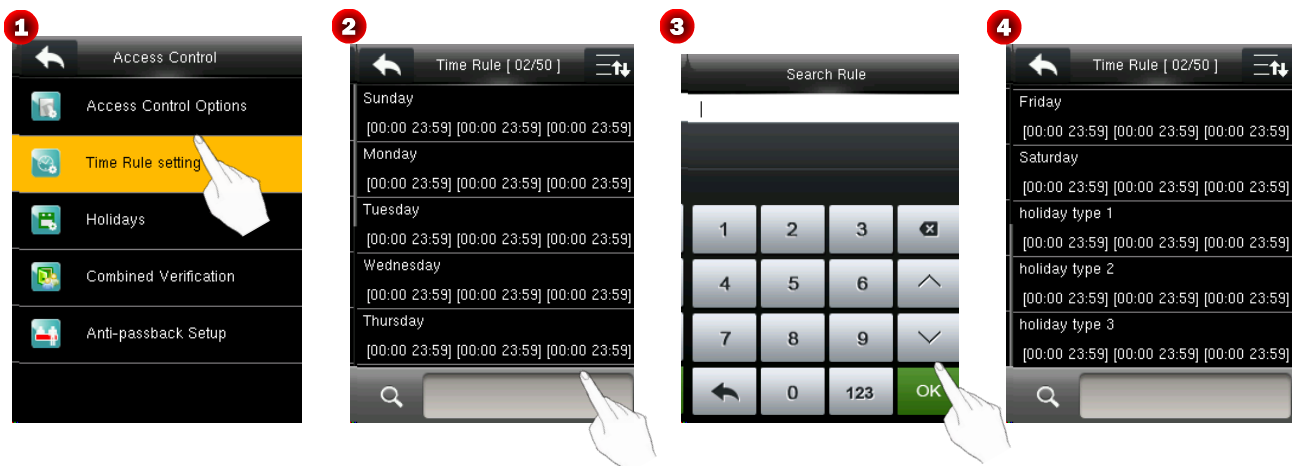 1
Access Control
Access Control Options
Time Rule setting
Holidays
Combined Verification
Anti-passback Setup
2
Time Rule [ 02/50 ]
Sunday
[00:00 23:59] [00:00 23:59] [00:00 23:59]
Monday
[00:00 23:59] [00:00 23:59] [00:00 23:59]
Tuesday
[00:00 23:59] [00:00 23:59] [00:00 23:59]
Wednesday
[00:00 23:59] [00:00 23:59] [00:00 23:59]
Thursday
[00:00 23:59] [00:00 23:59] [00:00 23:59]
3
Search Rule
1 2 3
4 5 6
7 8 9
0 123 OK
4
Time Rule [ 02/50 ]
Friday
[00:00 23:59] [00:00 23:59] [00:00 23:59]
Saturday
[00:00 23:59] [00:00 23:59] [00:00 23:59]
holiday type 1
[00:00 23:59] [00:00 23:59] [00:00 23:59]
holiday type 2
[00:00 23:59] [00:00 23:59] [00:00 23:59]
holiday type 3
[00:00 23:59] [00:00 23:59] [00:00 23:59]